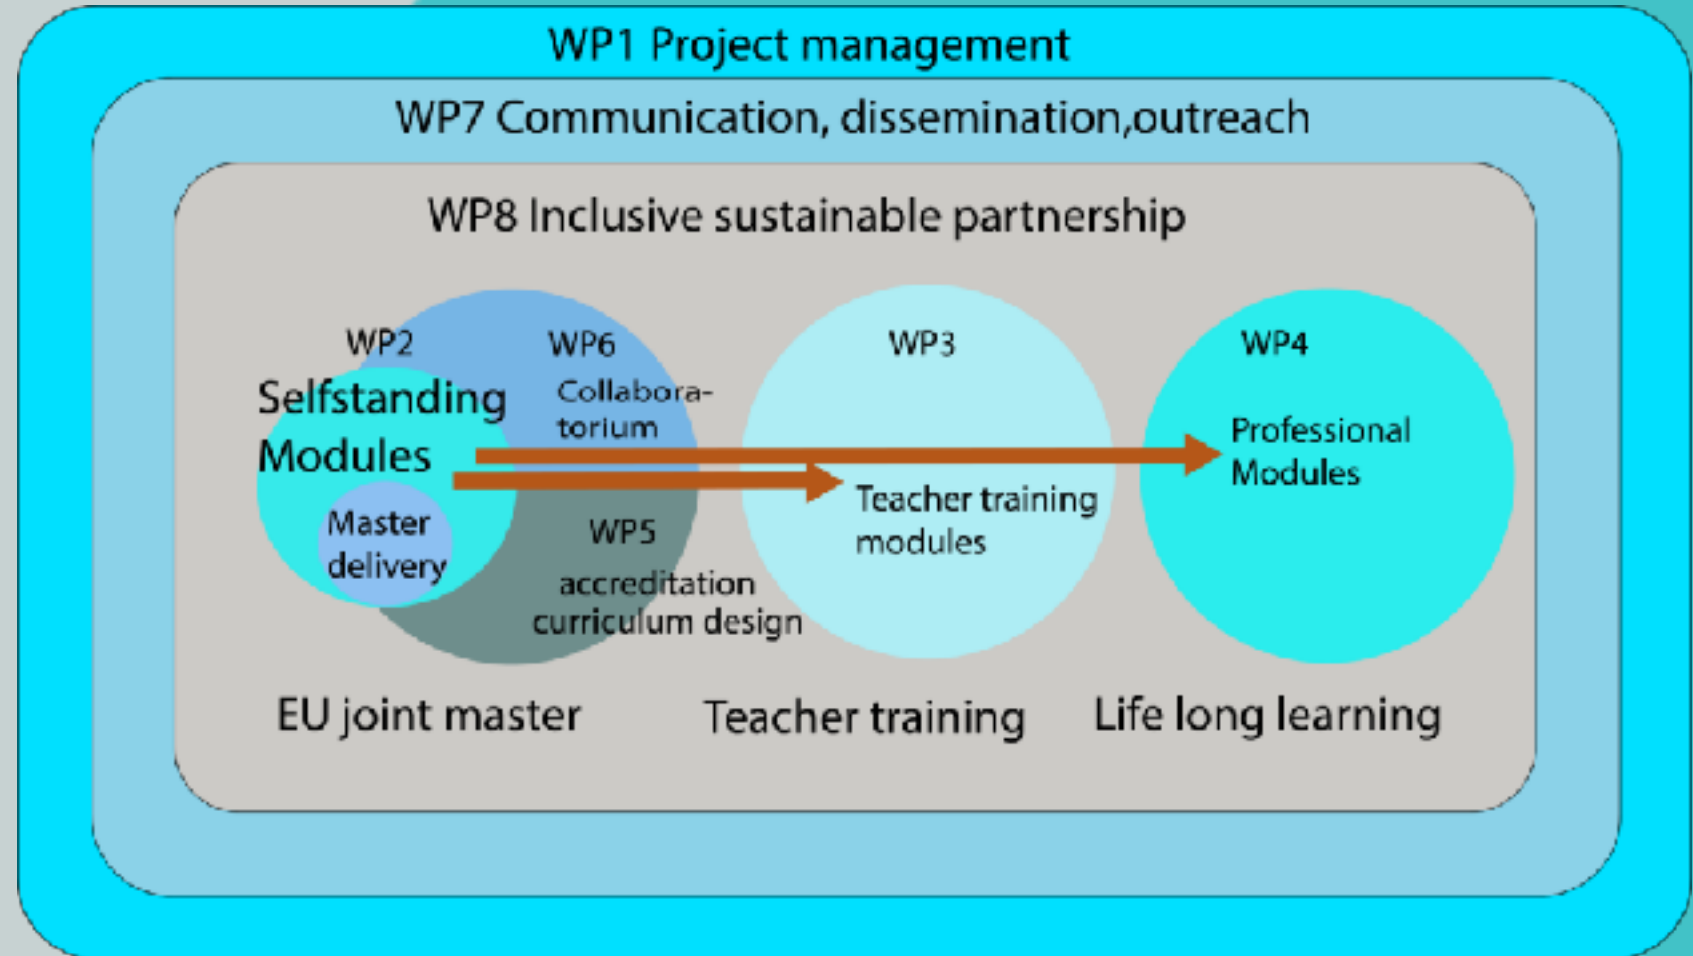 WP1 Project management
WP7 Communication, dissemination,outreach
WP8 Inclusive sustainable partnership
WP2
Selfstanding
Modules
Master
delivery
WP6
Collabora-
torium
WP5
accreditation
curriculum design
WP3
Teacher training
modules
WP4
Professional
Modules
EU joint master
Teacher training
Life long learning